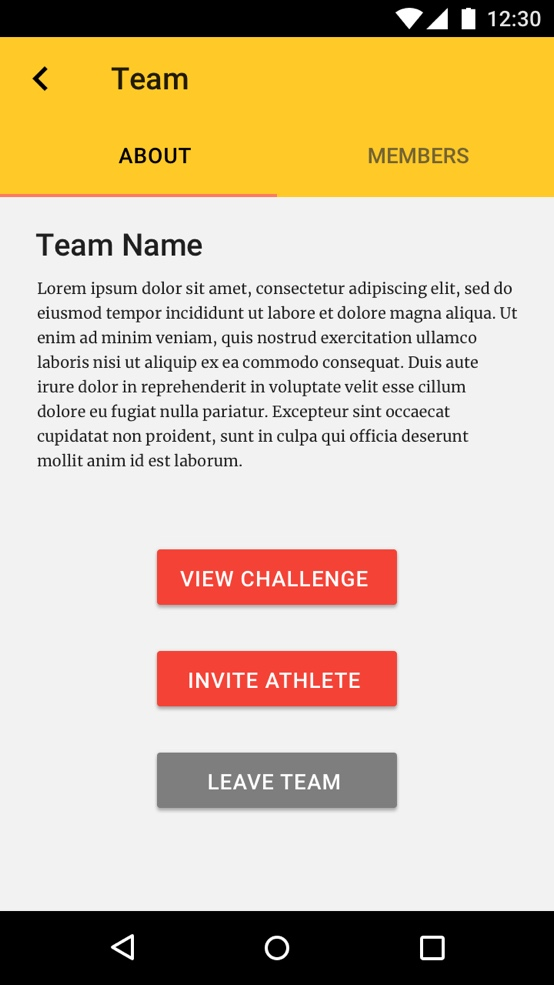 12:30
Team
ABOUT
MEMBERS
Team Name
Lorem ipsum dolor sit amet, consectetur adipiscing elit, sed do
eiusmod tempor incididunt ut labore et dolore magna aliqua. Ut
enim ad minim veniam, quis nostrud exercitation ullamco
laboris nisi ut aliquip ex ea commodo consequat. Duis aute
irure dolor in reprehenderit in voluptate velit esse cillum
dolore eu fugiat nulla pariatur. Excepteur sint occaecat
cupidatat non proident, sunt in culpa qui officia deserunt
mollit anim id est laborum.
VIEW CHALLENGE
INVITE ATHLETE
LEAVE TEAM